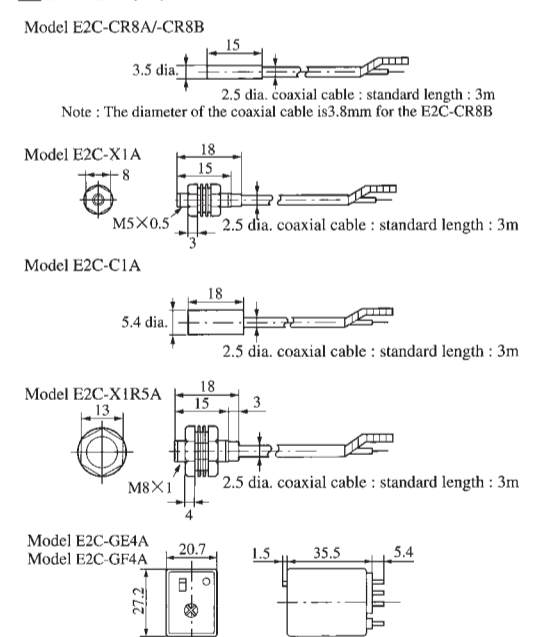 Model E2C-CR8A/-CR8B
15
3.5 dia.
2.5 dia. coaxial cable : standard length : 3m
Note : The diameter of the coaxial cable is3.8mm for the E2C-CR8B
Model E2C-X1A
18
15
8
M5×0.5
3
2.5 dia. coaxial cable : standard length : 3m
Model E2C-C1A
18
5.4 dia.
2.5 dia. coaxial cable : standard length : 3m
Model E2C-X1R5A
18
15
3
13
M8×1
4
2.5 dia. coaxial cable : standard length : 3m
Model E2C-GE4A
Model E2C-GF4A
20.7
27.2
1.5
35.5
5.4